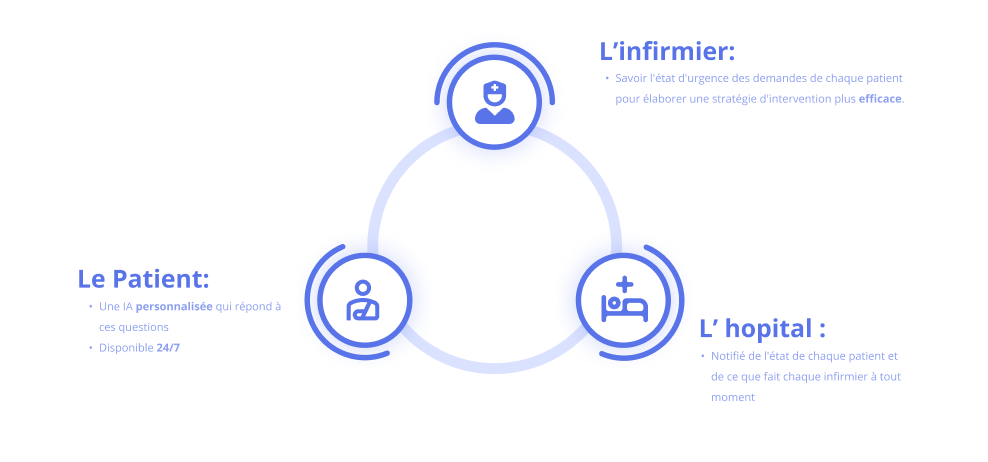 L’infirmier:
• Savoir l'état d'urgence des demandes de chaque patient
pour élaborer une stratégie d'intervention plus efficace.
Le Patient:
• Une IA personnalisée qui répond à
ces questions
• Disponible 24/7
L’ hopital :
• Notifié de l'état de chaque patient et
de ce que fait chaque infirmier à tout
moment